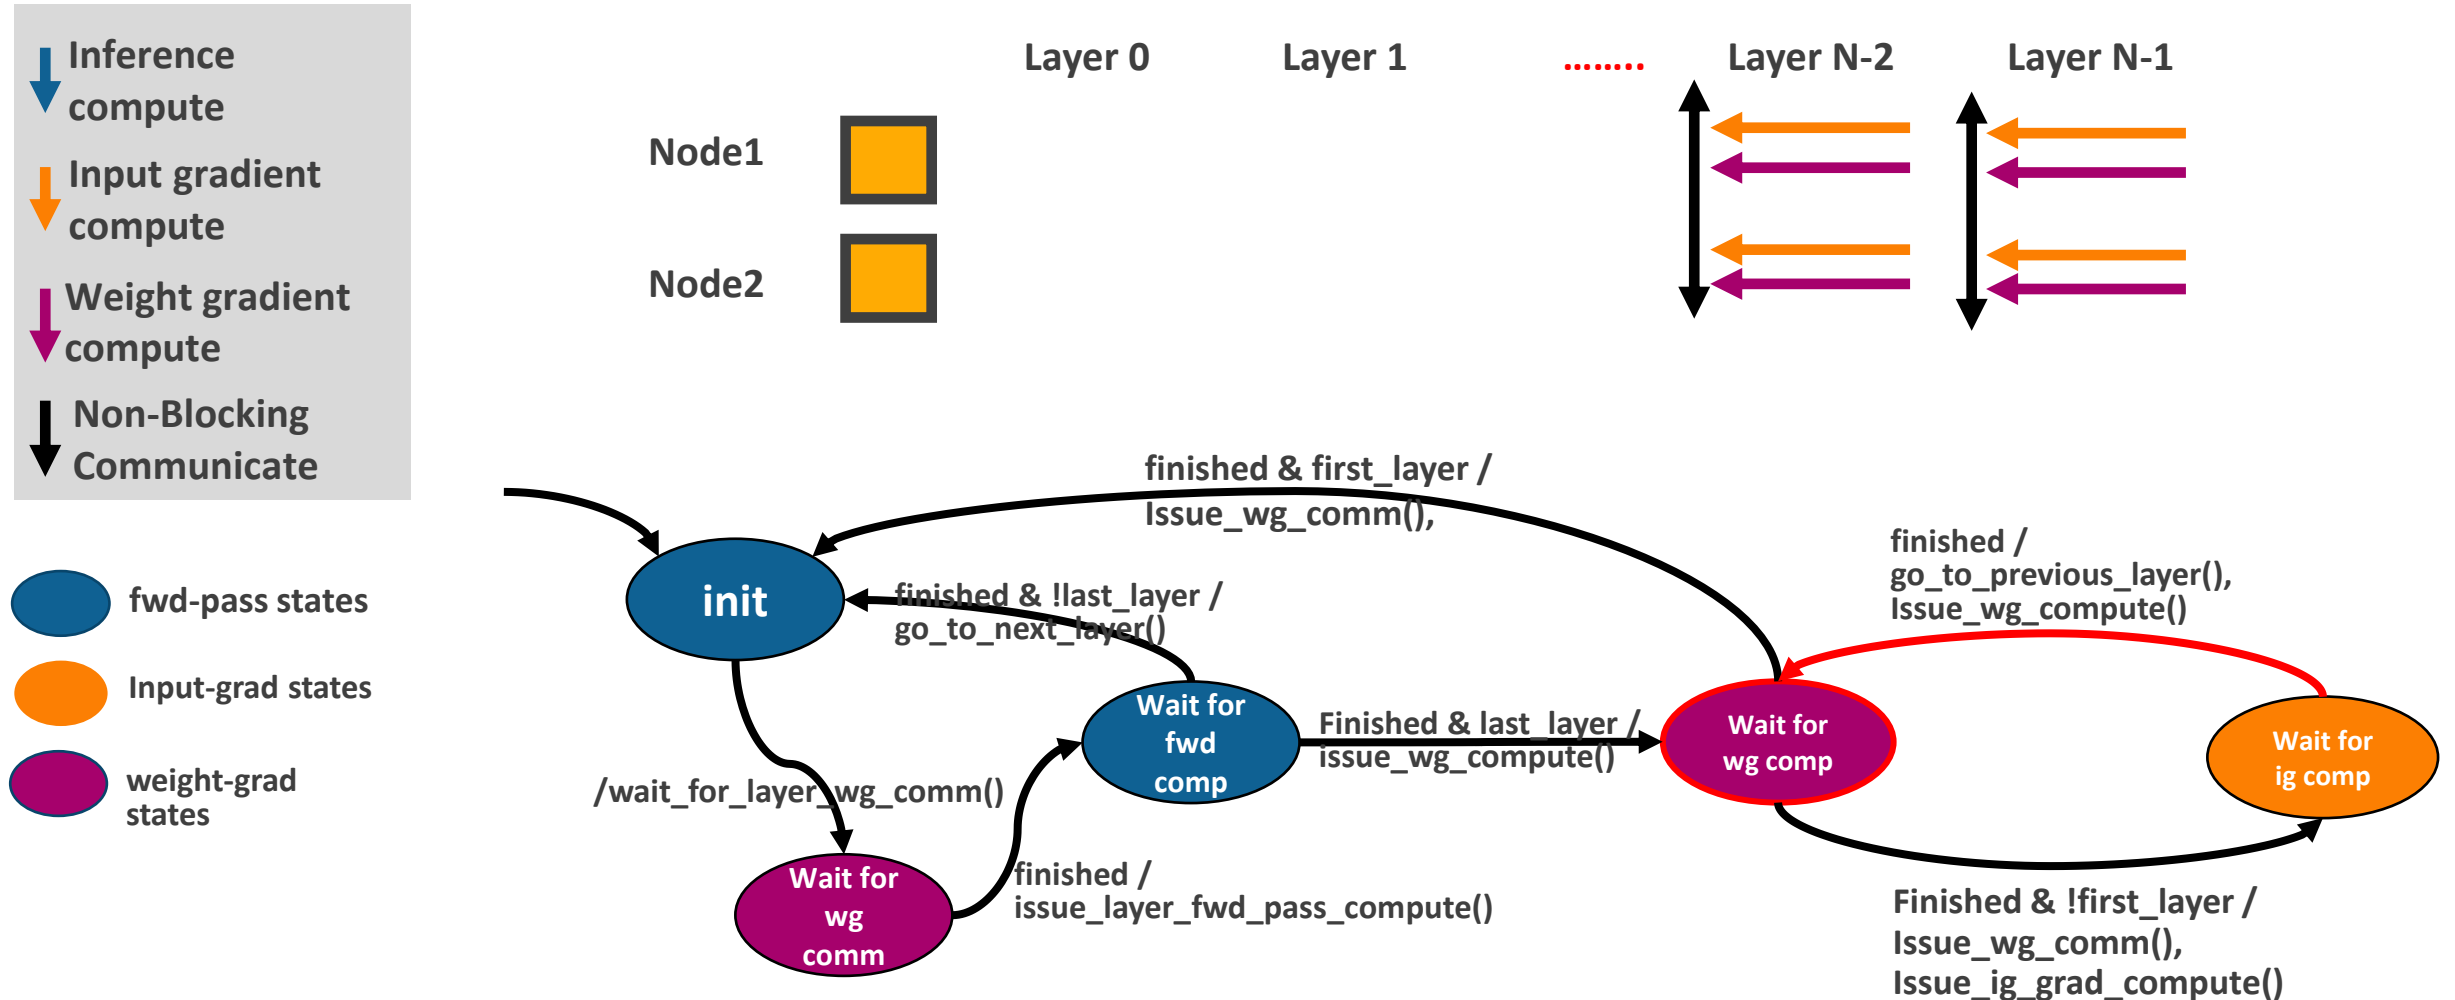 Inference
compute
Input gradient
compute
Weight gradient
compute
Non-Blocking
Communicate
fwd-pass states
Input-grad states
weight-grad
states
Layer 0
Layer 1
........
Layer N-2
Layer N-1
Node1
Node2
finished & first_layer /
Issue_wg_comm(),
init
finished & !last_layer /
go_to_next_layer()
/wait_for_layer_wg_comm()
Wait for
wg
comm
finished /
issue_layer_fwd_pass_compute()
Wait for
fwd
comp
Finished & last_layer /
issue_wg_compute()
Wait for
wg comp
finished /
go_to_previous_layer(),
Issue_wg_compute()
Wait for
ig comp
Finished & !first_layer /
Issue_wg_comm(),
Issue_ig_grad_compute()